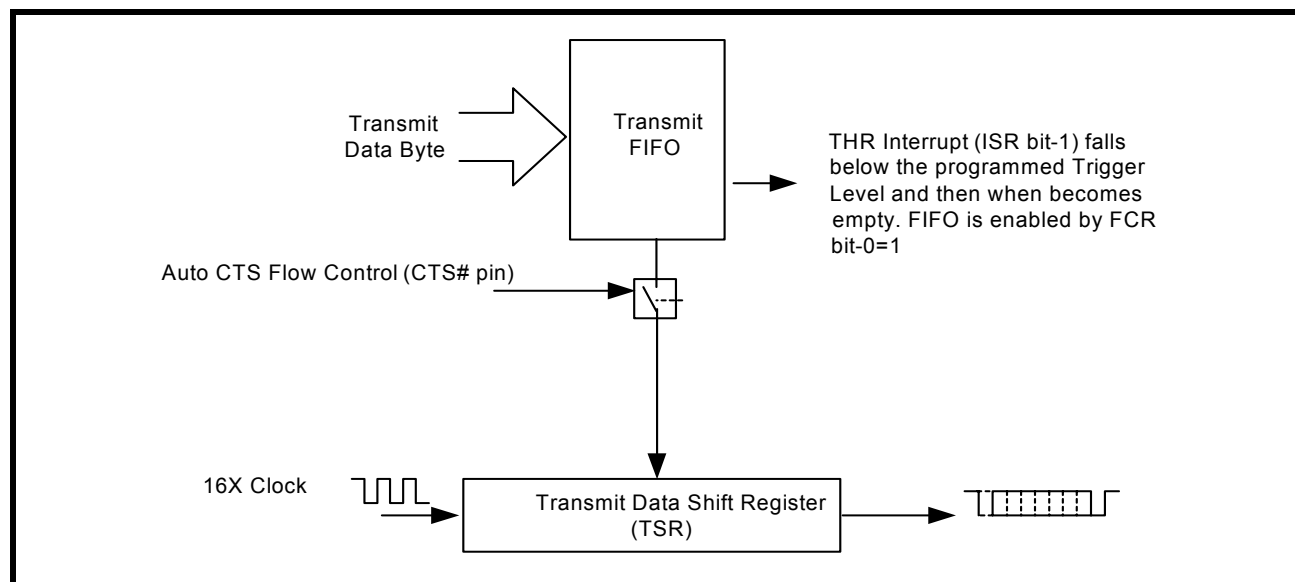 Transmit
Data Byte
Transmit
FIFO
THR Interrupt (ISR bit-1) falls
below the programmed Trigger
Level and then when becomes
empty. FIFO is enabled by FCR
bit-0=1
Auto CTS Flow Control (CTS# pin)
16X Clock
Transmit Data Shift Register
(TSR)